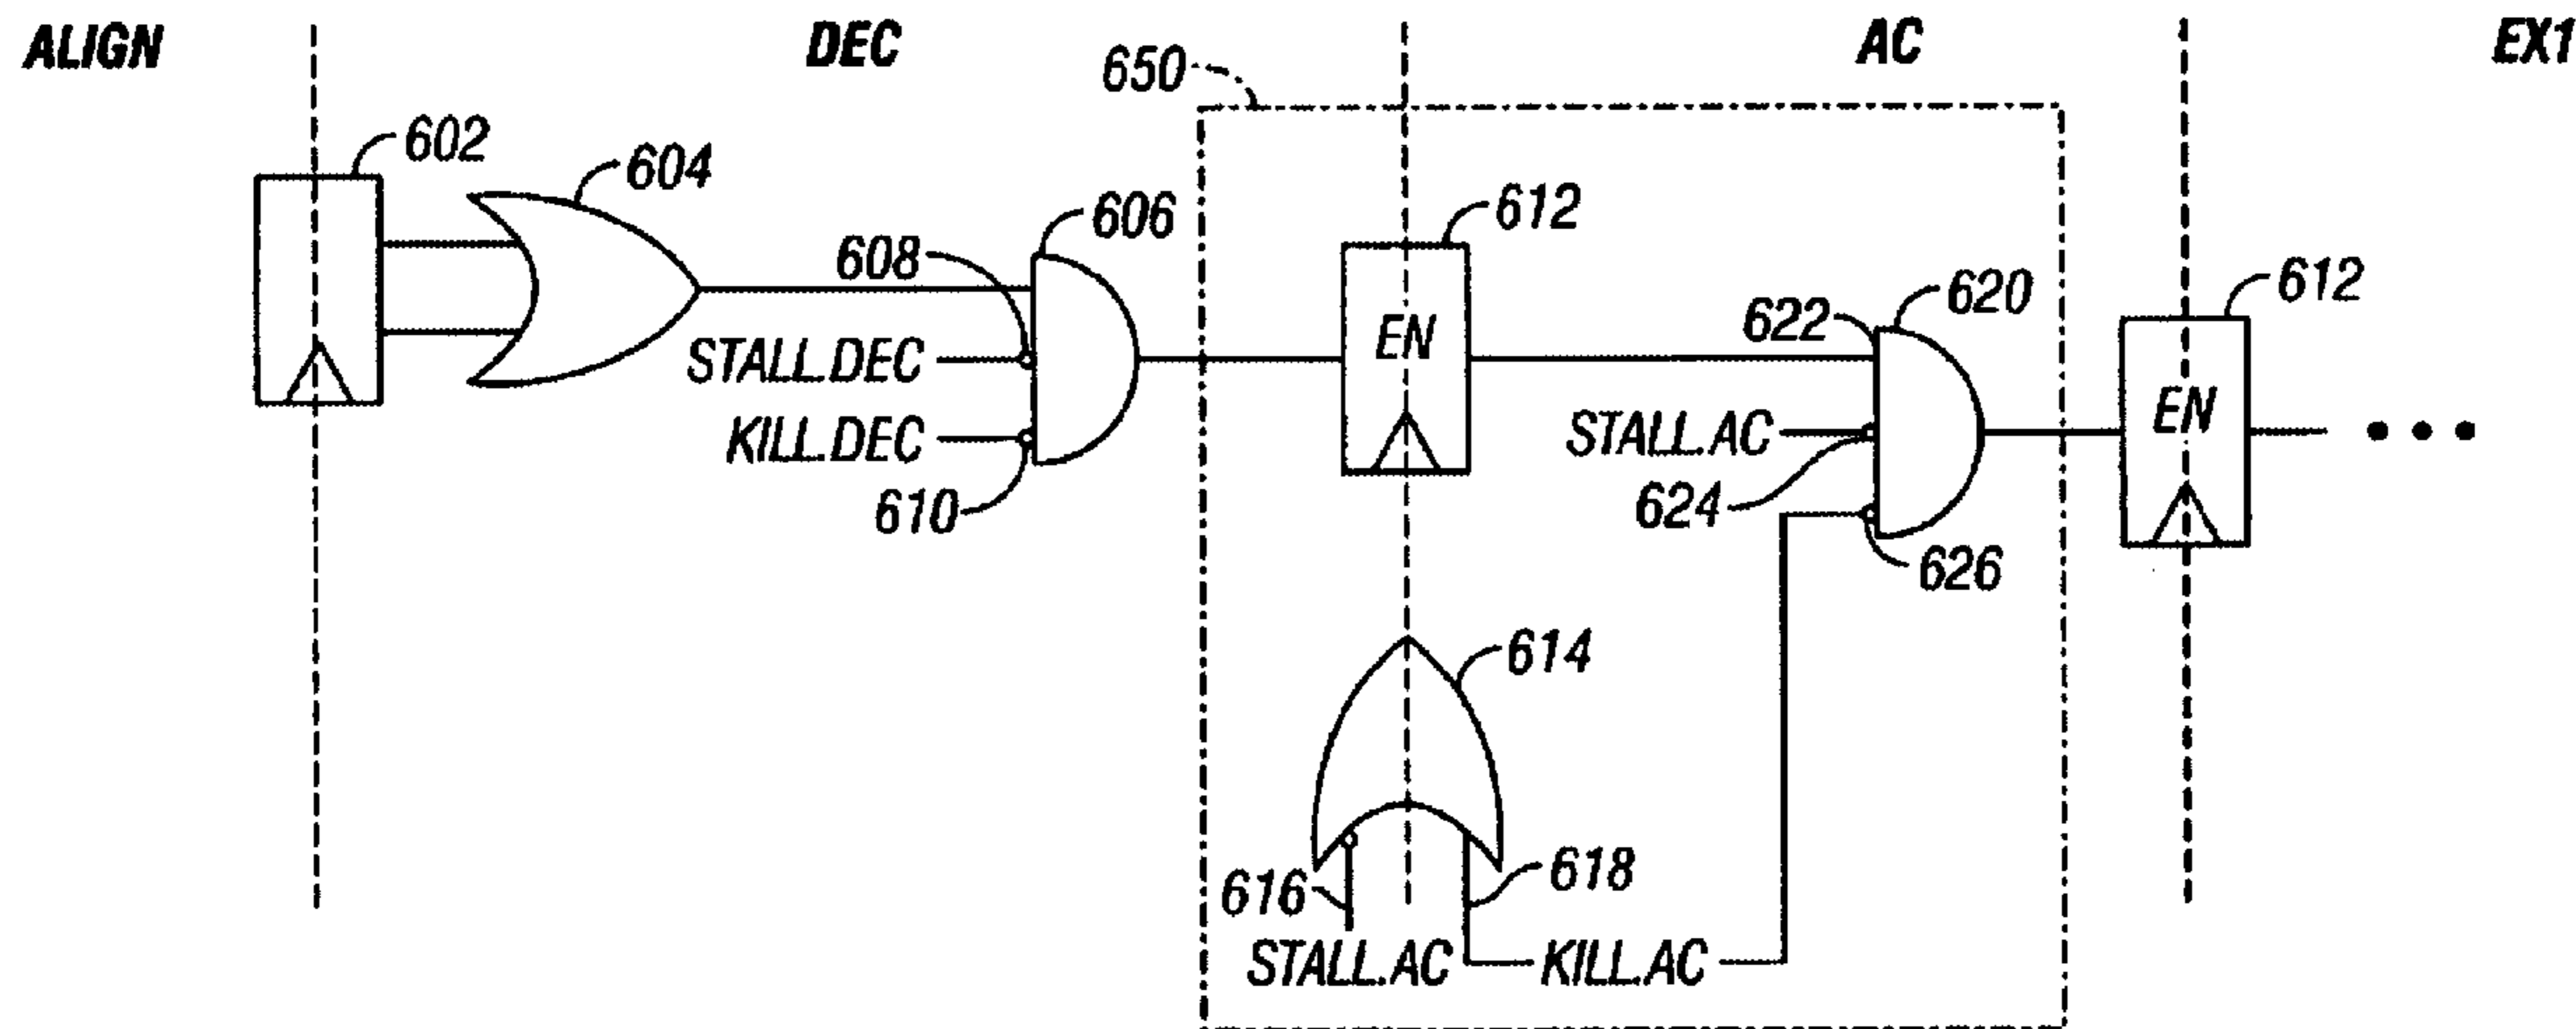 ALIGN
DEC
AC
EX1
650
602
604
606
612
608
620
612
622
EN
STALL.DEC
EN
STALL.AC
KILL.DEC
624
610
626
614
616
618
STALL.AC
KILL.AC